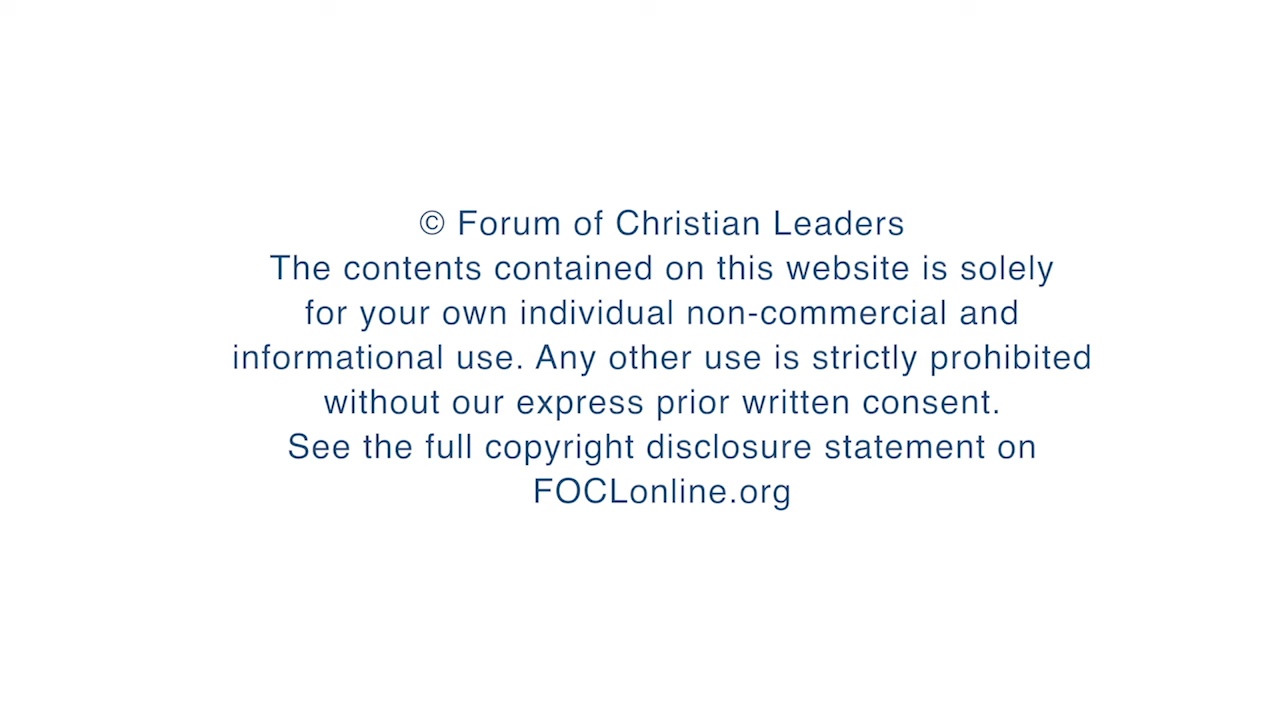 © Forum of Christian Leaders
The contents contained on this website is solely
for your own individual non-commercial and
informational use. Any other use is strictly prohibited
without our express prior written consent.
See the full copyright disclosure statement on
FOCLonline.org